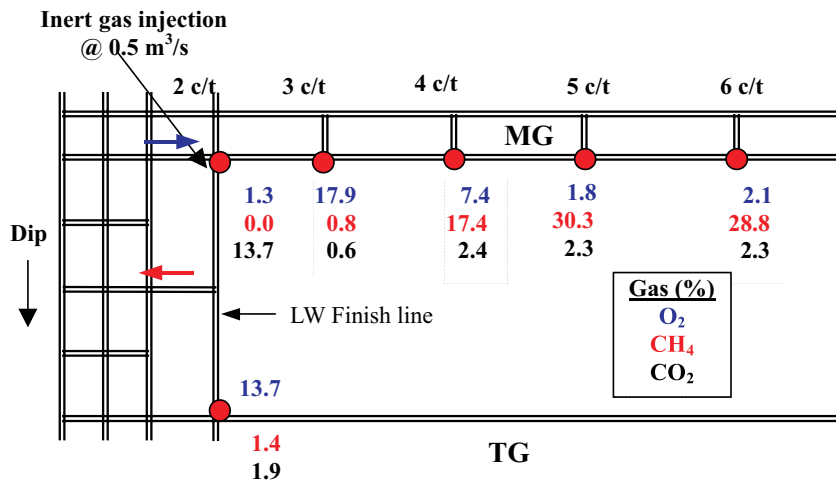 Inert gas injection
@ 0.5 m³/s
2 c/t 3 c/t 4 c/t 5 c/t 6 c/t
MG
1.3 17.9 7.4 1.8 2.1
0.0 0.8 17.4 30.3 28.8
13.7 0.6 2.4 2.3 2.3
Dip
Gas (%)
O₂
CH₄
CO₂
LW Finish line
13.7
1.4
1.9
TG